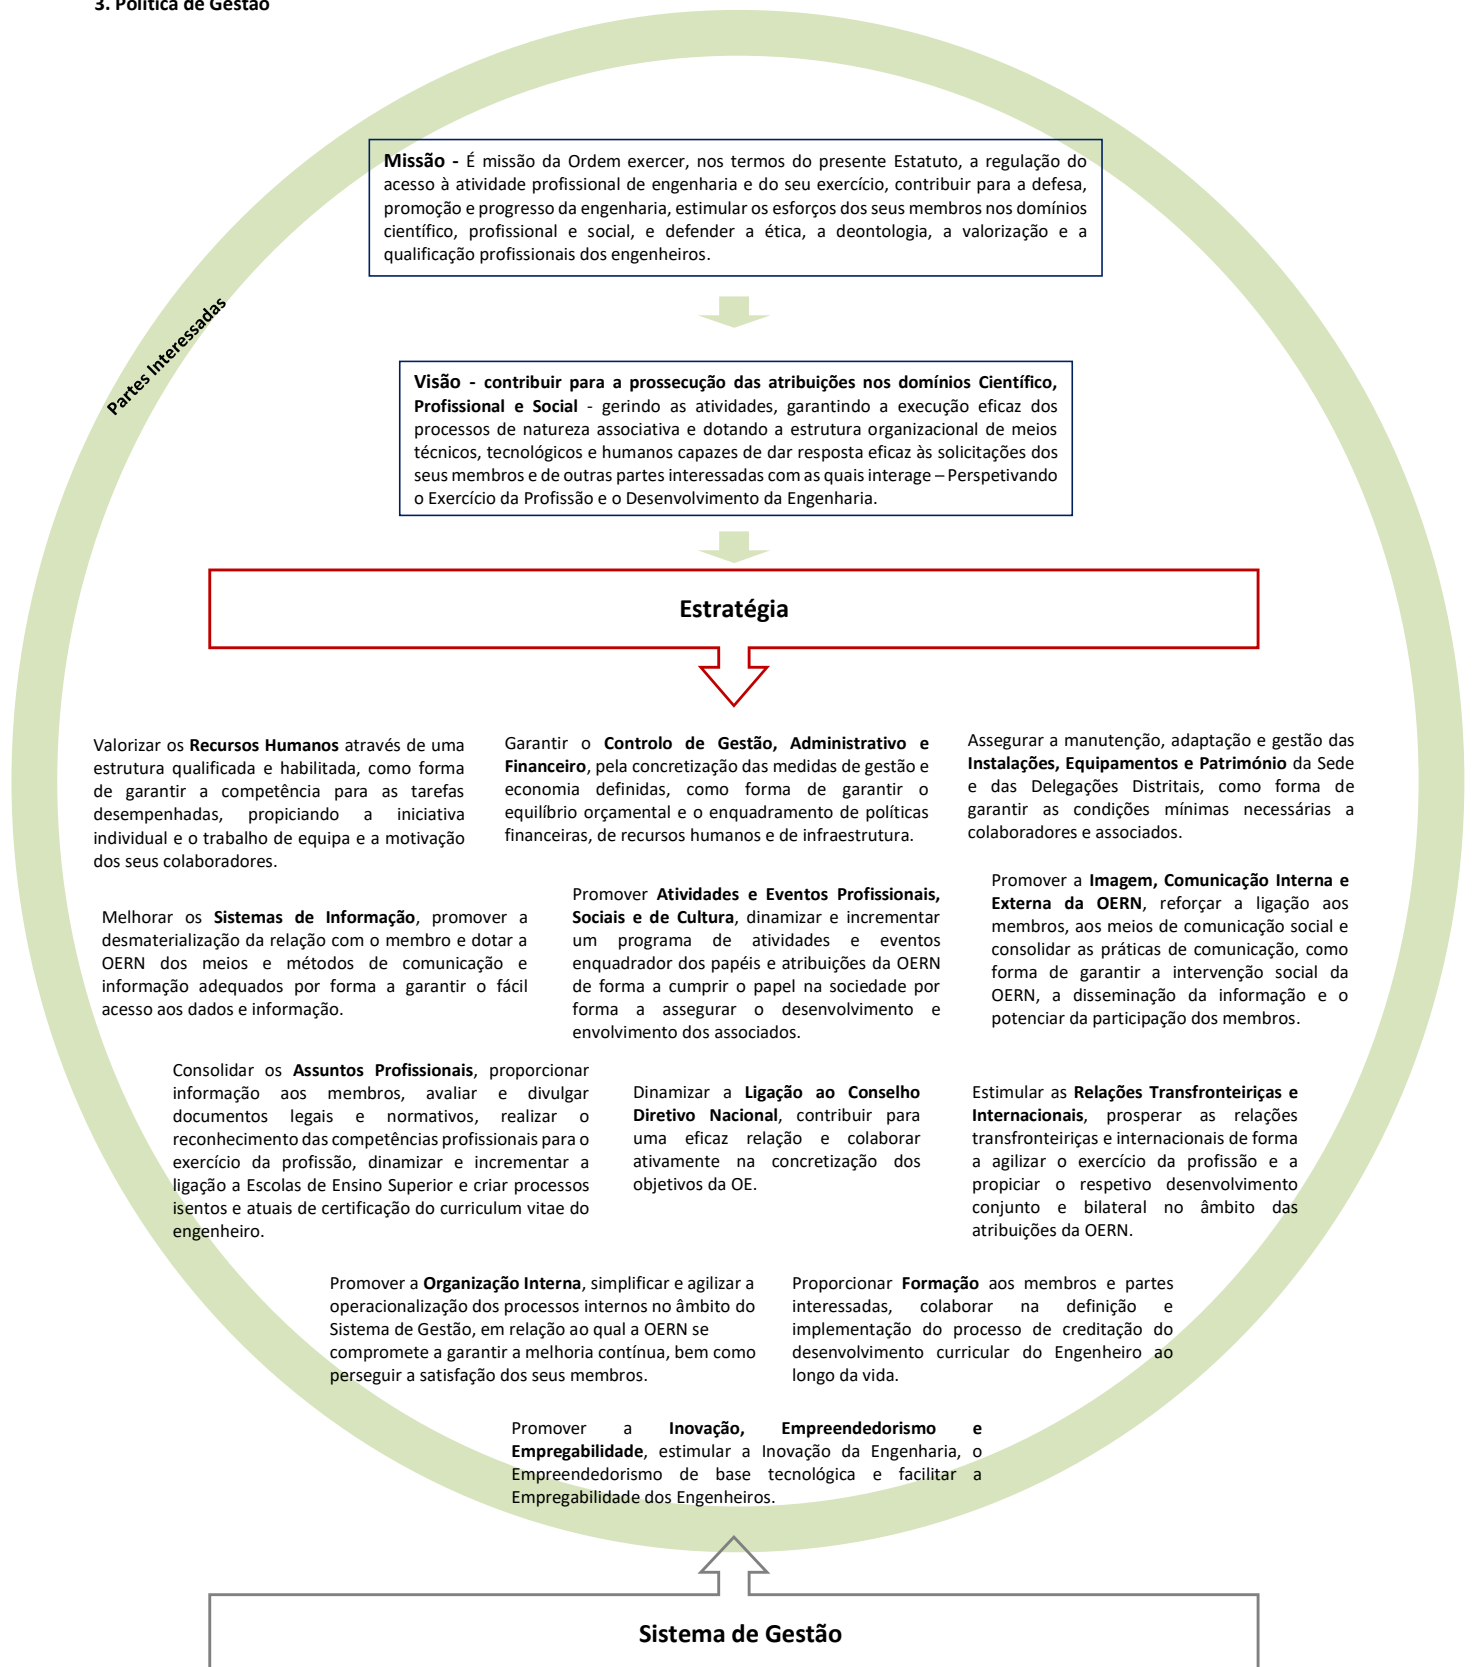 3. Política de Gestão
Missão - É missão da Ordem exercer, nos termos do presente Estatuto, a regulação do
acesso à atividade profissional de engenharia e do seu exercício, contribuir para a defesa,
promoção e progresso da engenharia, estimular os esforços dos seus membros nos domínios
científico, profissional e social, e defender a ética, a deontologia, a valorização e a
qualificação profissionais dos engenheiros.
Partes Interessadas
Visão - contribuir para a prossecução das atribuições nos domínios Científico,
Profissional e Social - gerindo as atividades, garantindo a execução eficaz dos
processos de natureza associativa e dotando a estrutura organizacional de meios
técnicos, tecnológicos e humanos capazes de dar resposta eficaz às solicitações dos
seus membros e de outras partes interessadas com as quais interage – Perspetivando
o Exercício da Profissão e o Desenvolvimento da Engenharia.
Estratégia
Valorizar os Recursos Humanos através de uma
estrutura qualificada e habilitada, como forma
de garantir a competência para as tarefas
desempenhadas, propiciando a iniciativa
individual e o trabalho de equipa e a motivação
dos seus colaboradores.
Garantir o Controlo de Gestão, Administrativo e
Financeiro, pela concretização das medidas de gestão e
economia definidas, como forma de garantir o
equilíbrio orçamental e o enquadramento de políticas
financeiras, de recursos humanos e de infraestrutura.
Assegurar a manutenção, adaptação e gestão das
Instalações, Equipamentos e Património da Sede
e das Delegações Distritais, como forma de
garantir as condições mínimas necessárias a
colaboradores e associados.
Melhorar os Sistemas de Informação, promover a
desmaterialização da relação com o membro e dotar a
OERN dos meios e métodos de comunicação e
informação adequados por forma a garantir o fácil
acesso aos dados e informação.
Promover Atividades e Eventos Profissionais,
Sociais e de Cultura, dinamizar e incrementar
um programa de atividades e eventos
enquadrador dos papéis e atribuições da OERN
de forma a cumprir o papel na sociedade por
forma a assegurar o desenvolvimento e
envolvimento dos associados.
Promover a Imagem, Comunicação Interna e
Externa da OERN, reforçar a ligação aos
membros, aos meios de comunicação social e
consolidar as práticas de comunicação, como
forma de garantir a intervenção social da
OERN, a disseminação da informação e o
potenciar da participação dos membros.
Consolidar os Assuntos Profissionais, proporcionar
informação aos membros, avaliar e divulgar
documentos legais e normativos, realizar o
reconhecimento das competências profissionais para o
exercício da profissão, dinamizar e incrementar a
ligação a Escolas de Ensino Superior e criar processos
isentos e atuais de certificação do curriculum vitae do
engenheiro.
Dinamizar a Ligação ao Conselho
Diretivo Nacional, contribuir para
uma eficaz relação e colaborar
ativamente na concretização dos
objetivos da OE.
Estimular as Relações Transfronteiriças e
Internacionais, prosperar as relações
transfronteiriças e internacionais de forma
a agilizar o exercício da profissão e a
propiciar o respetivo desenvolvimento
conjunto e bilateral no âmbito das
atribuições da OERN.
Promover a Organização Interna, simplificar e agilizar a
operacionalização dos processos internos no âmbito do
Sistema de Gestão, em relação ao qual a OERN se
compromete a garantir a melhoria contínua, bem como
perseguir a satisfação dos seus membros.
Proporcionar Formação aos membros e partes
interessadas, colaborar na definição e
implementação do processo de creditação do
desenvolvimento curricular do Engenheiro ao
longo da vida.
Promover a Inovação, Empreendedorismo e
Empregabilidade, estimular a Inovação da Engenharia, o
Empreendedorismo de base tecnológica e facilitar a
Empregabilidade dos Engenheiros.
Sistema de Gestão